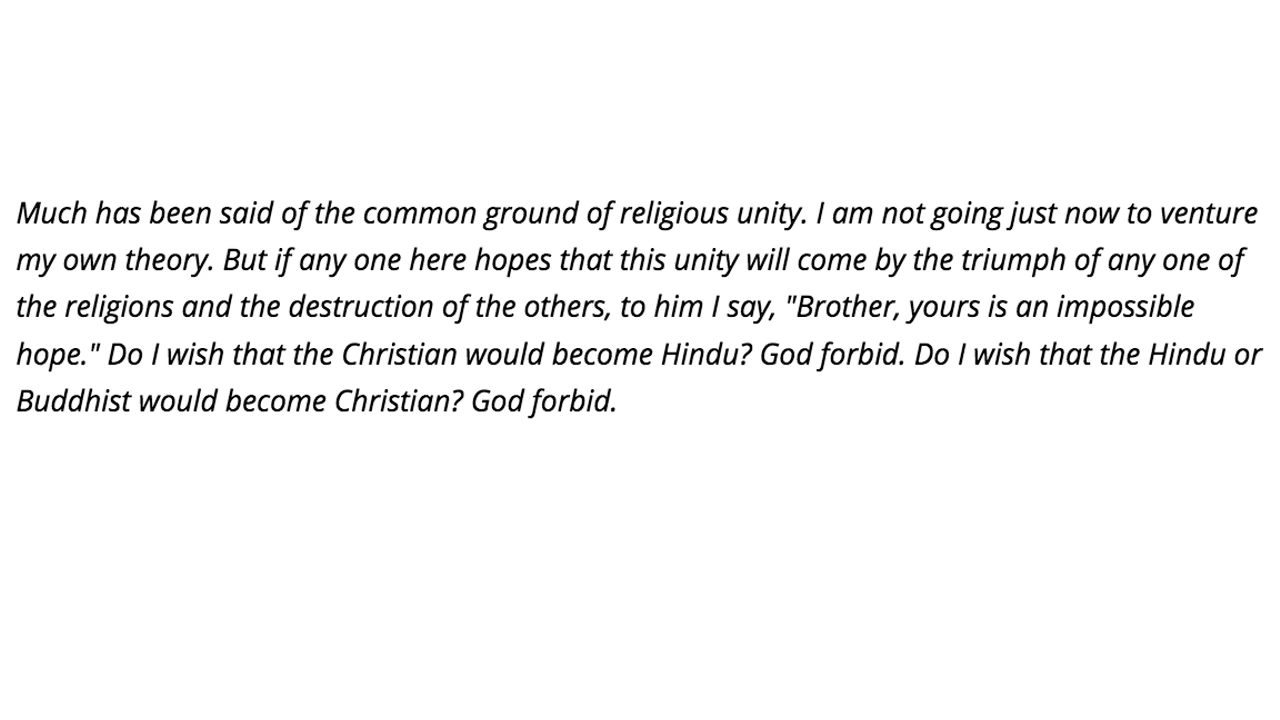 Much has been said of the common ground of religious unity. I am not going just now to venture
my own theory. But if any one here hopes that this unity will come by the triumph of any one of
the religions and the destruction of the others, to him I say, "Brother, yours is an impossible
hope." Do I wish that the Christian would become Hindu? God forbid. Do I wish that the Hindu or
Buddhist would become Christian? God forbid.